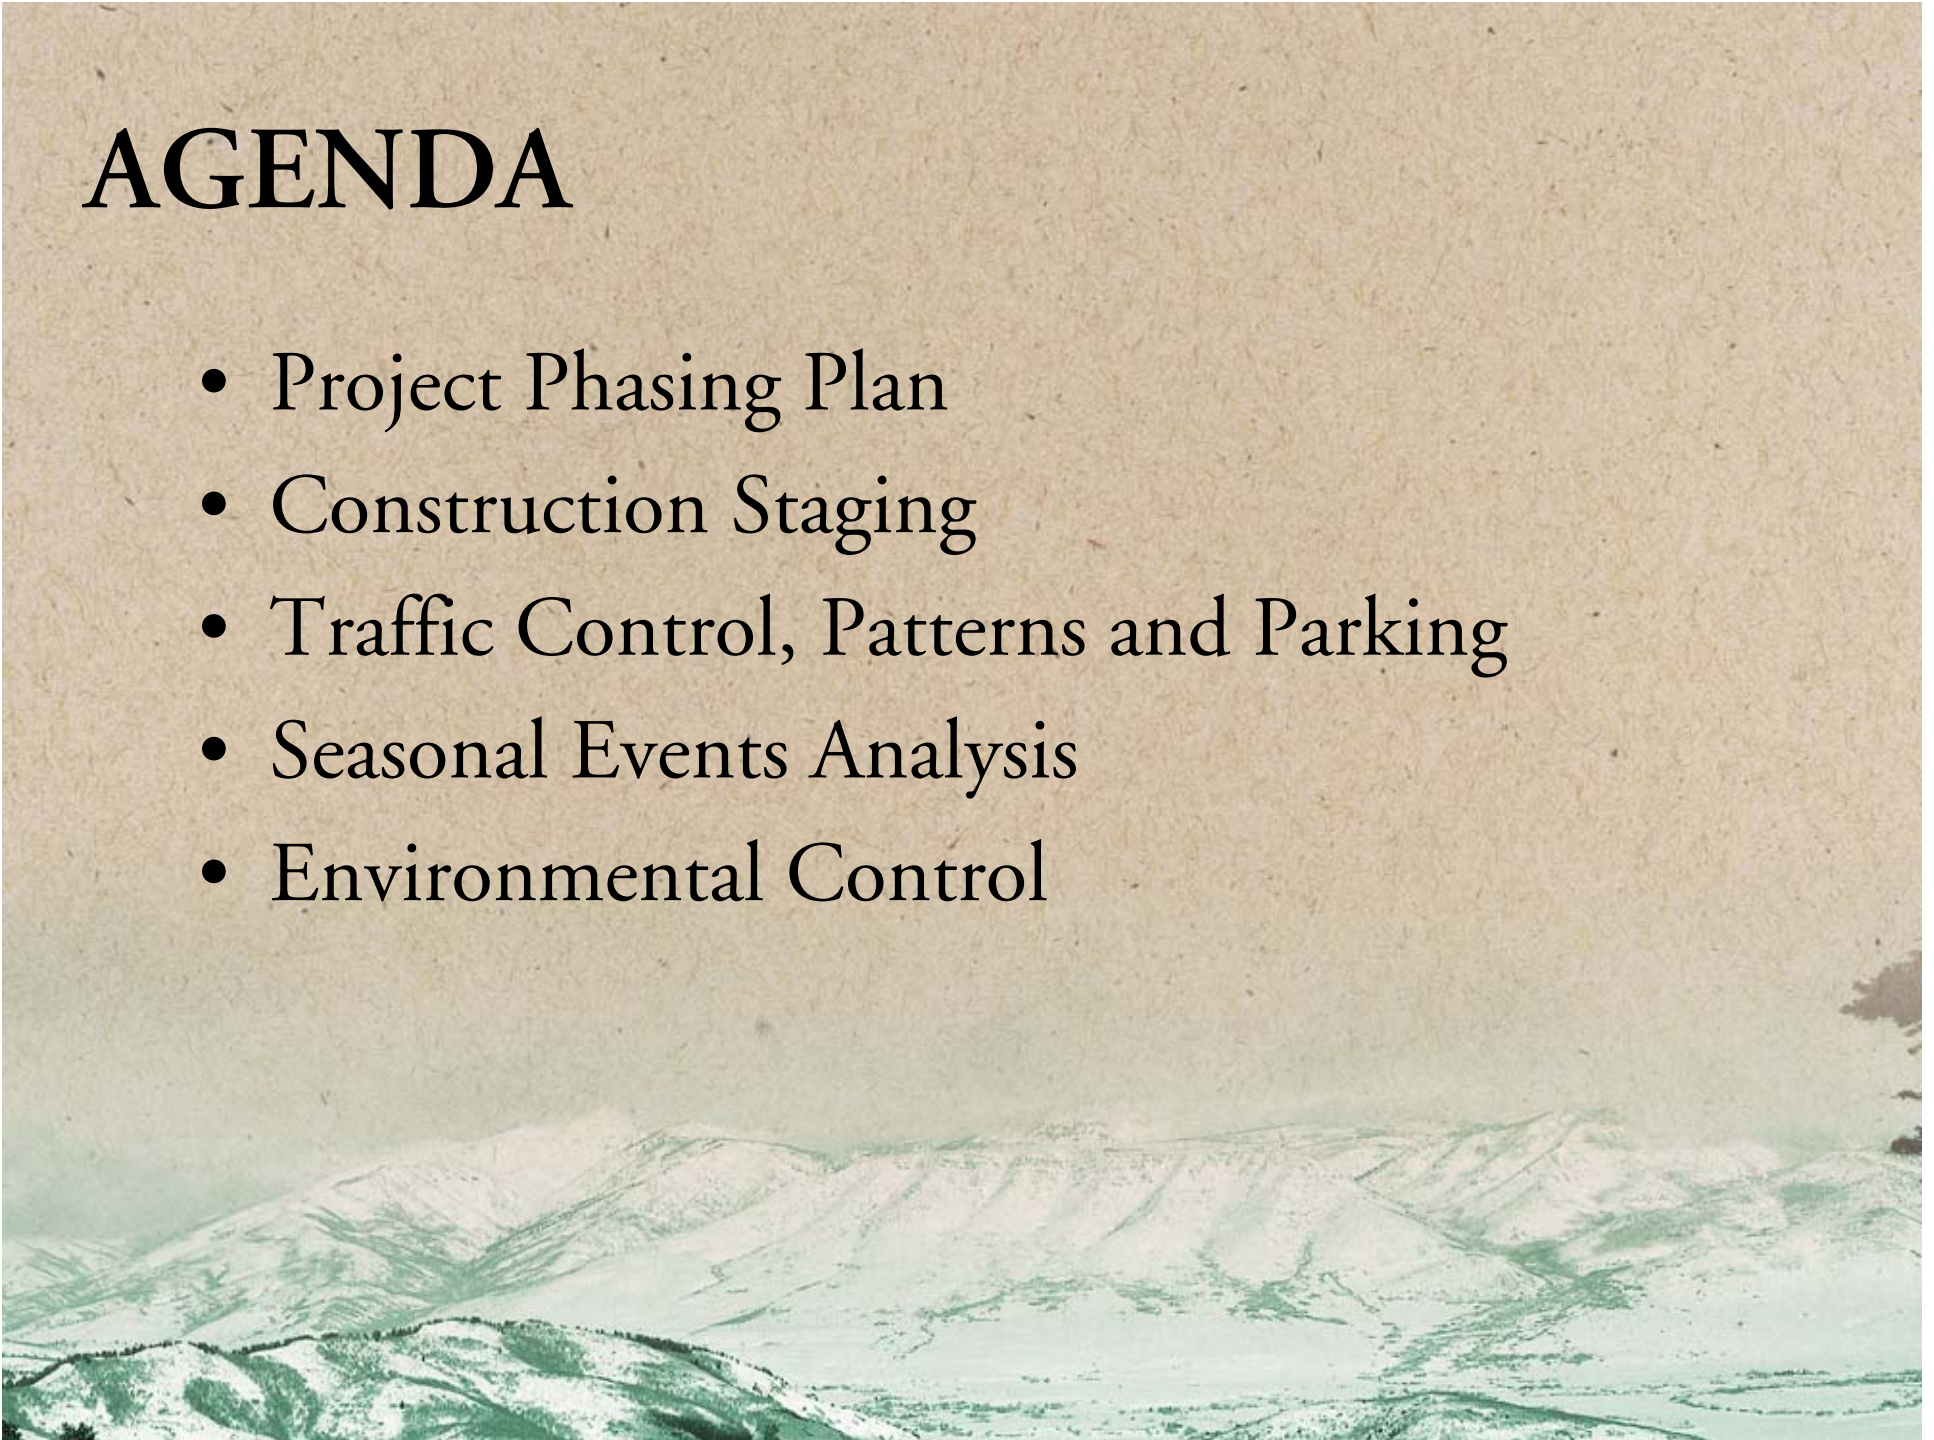 AGENDA
• Project Phasing Plan
• Construction Staging
• Traffic Control, Patterns and Parking
• Seasonal Events Analysis
• Environmental Control